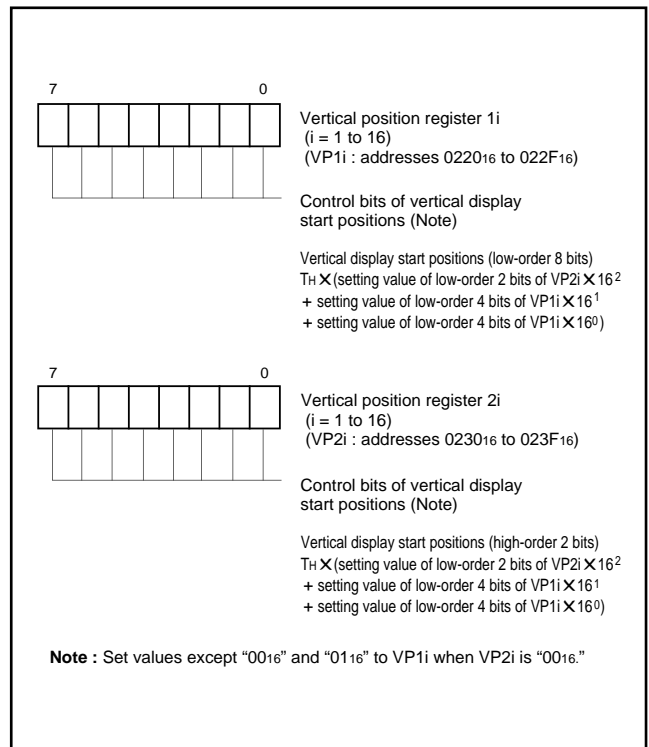 7 0
Vertical position register 1i
(i = 1 to 16)
(VP1i : addresses 0220₁₆ to 022F₁₆)
Control bits of vertical display
start positions (Note)
Vertical display start positions (low-order 8 bits)
TH ✕ (setting value of low-order 2 bits of VP2i ✕ 16²
+ setting value of low-order 4 bits of VP1i ✕ 16¹
+ setting value of low-order 4 bits of VP1i ✕ 16⁰)
7 0
Vertical position register 2i
(i = 1 to 16)
(VP2i : addresses 0230₁₆ to 023F₁₆)
Control bits of vertical display
start positions (Note)
Vertical display start positions (high-order 2 bits)
TH ✕ (setting value of low-order 2 bits of VP2i ✕ 16²
+ setting value of low-order 4 bits of VP1i ✕ 16¹
+ setting value of low-order 4 bits of VP1i ✕ 16⁰)
Note : Set values except “00₁₆” and “01₁₆” to VP1i when VP2i is “00₁₆.”